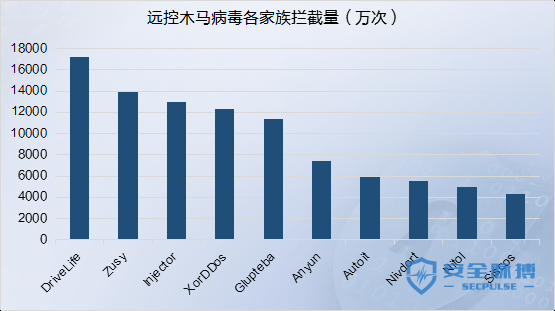 远控木马病毒各家族拦截量（万次）
18000
16000
14000
12000
10000
8000
6000
4000
2000
0
DriveLife
Zusy
Injector
XorDDos
Glupteba
Anyun
Autoit
Nivdort
Nitol
安全脉搏
SECPULSE